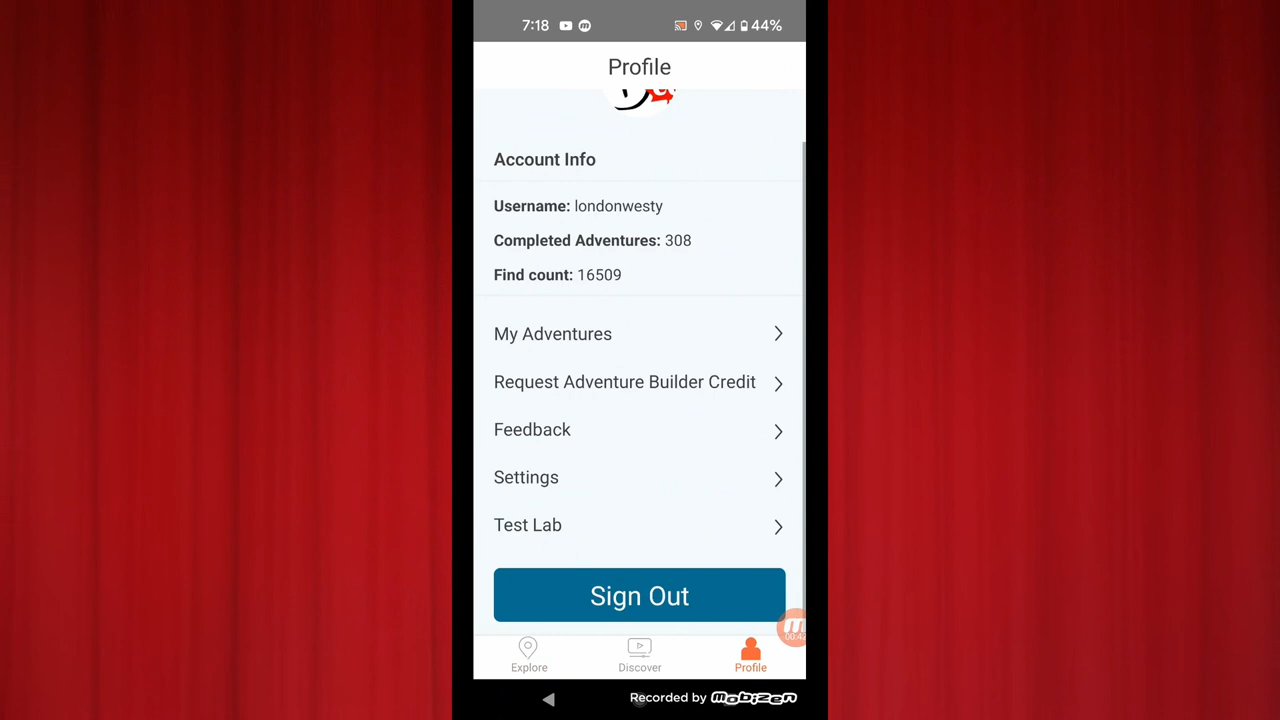 7:18
44%
Profile
Account Info
Username: londonwesty
Completed Adventures: 308
Find count: 16509
My Adventures
Request Adventure Builder Credit
Feedback
Settings
Test Lab
Sign Out
Explore
Discover
Profile
Recorded by mobizen